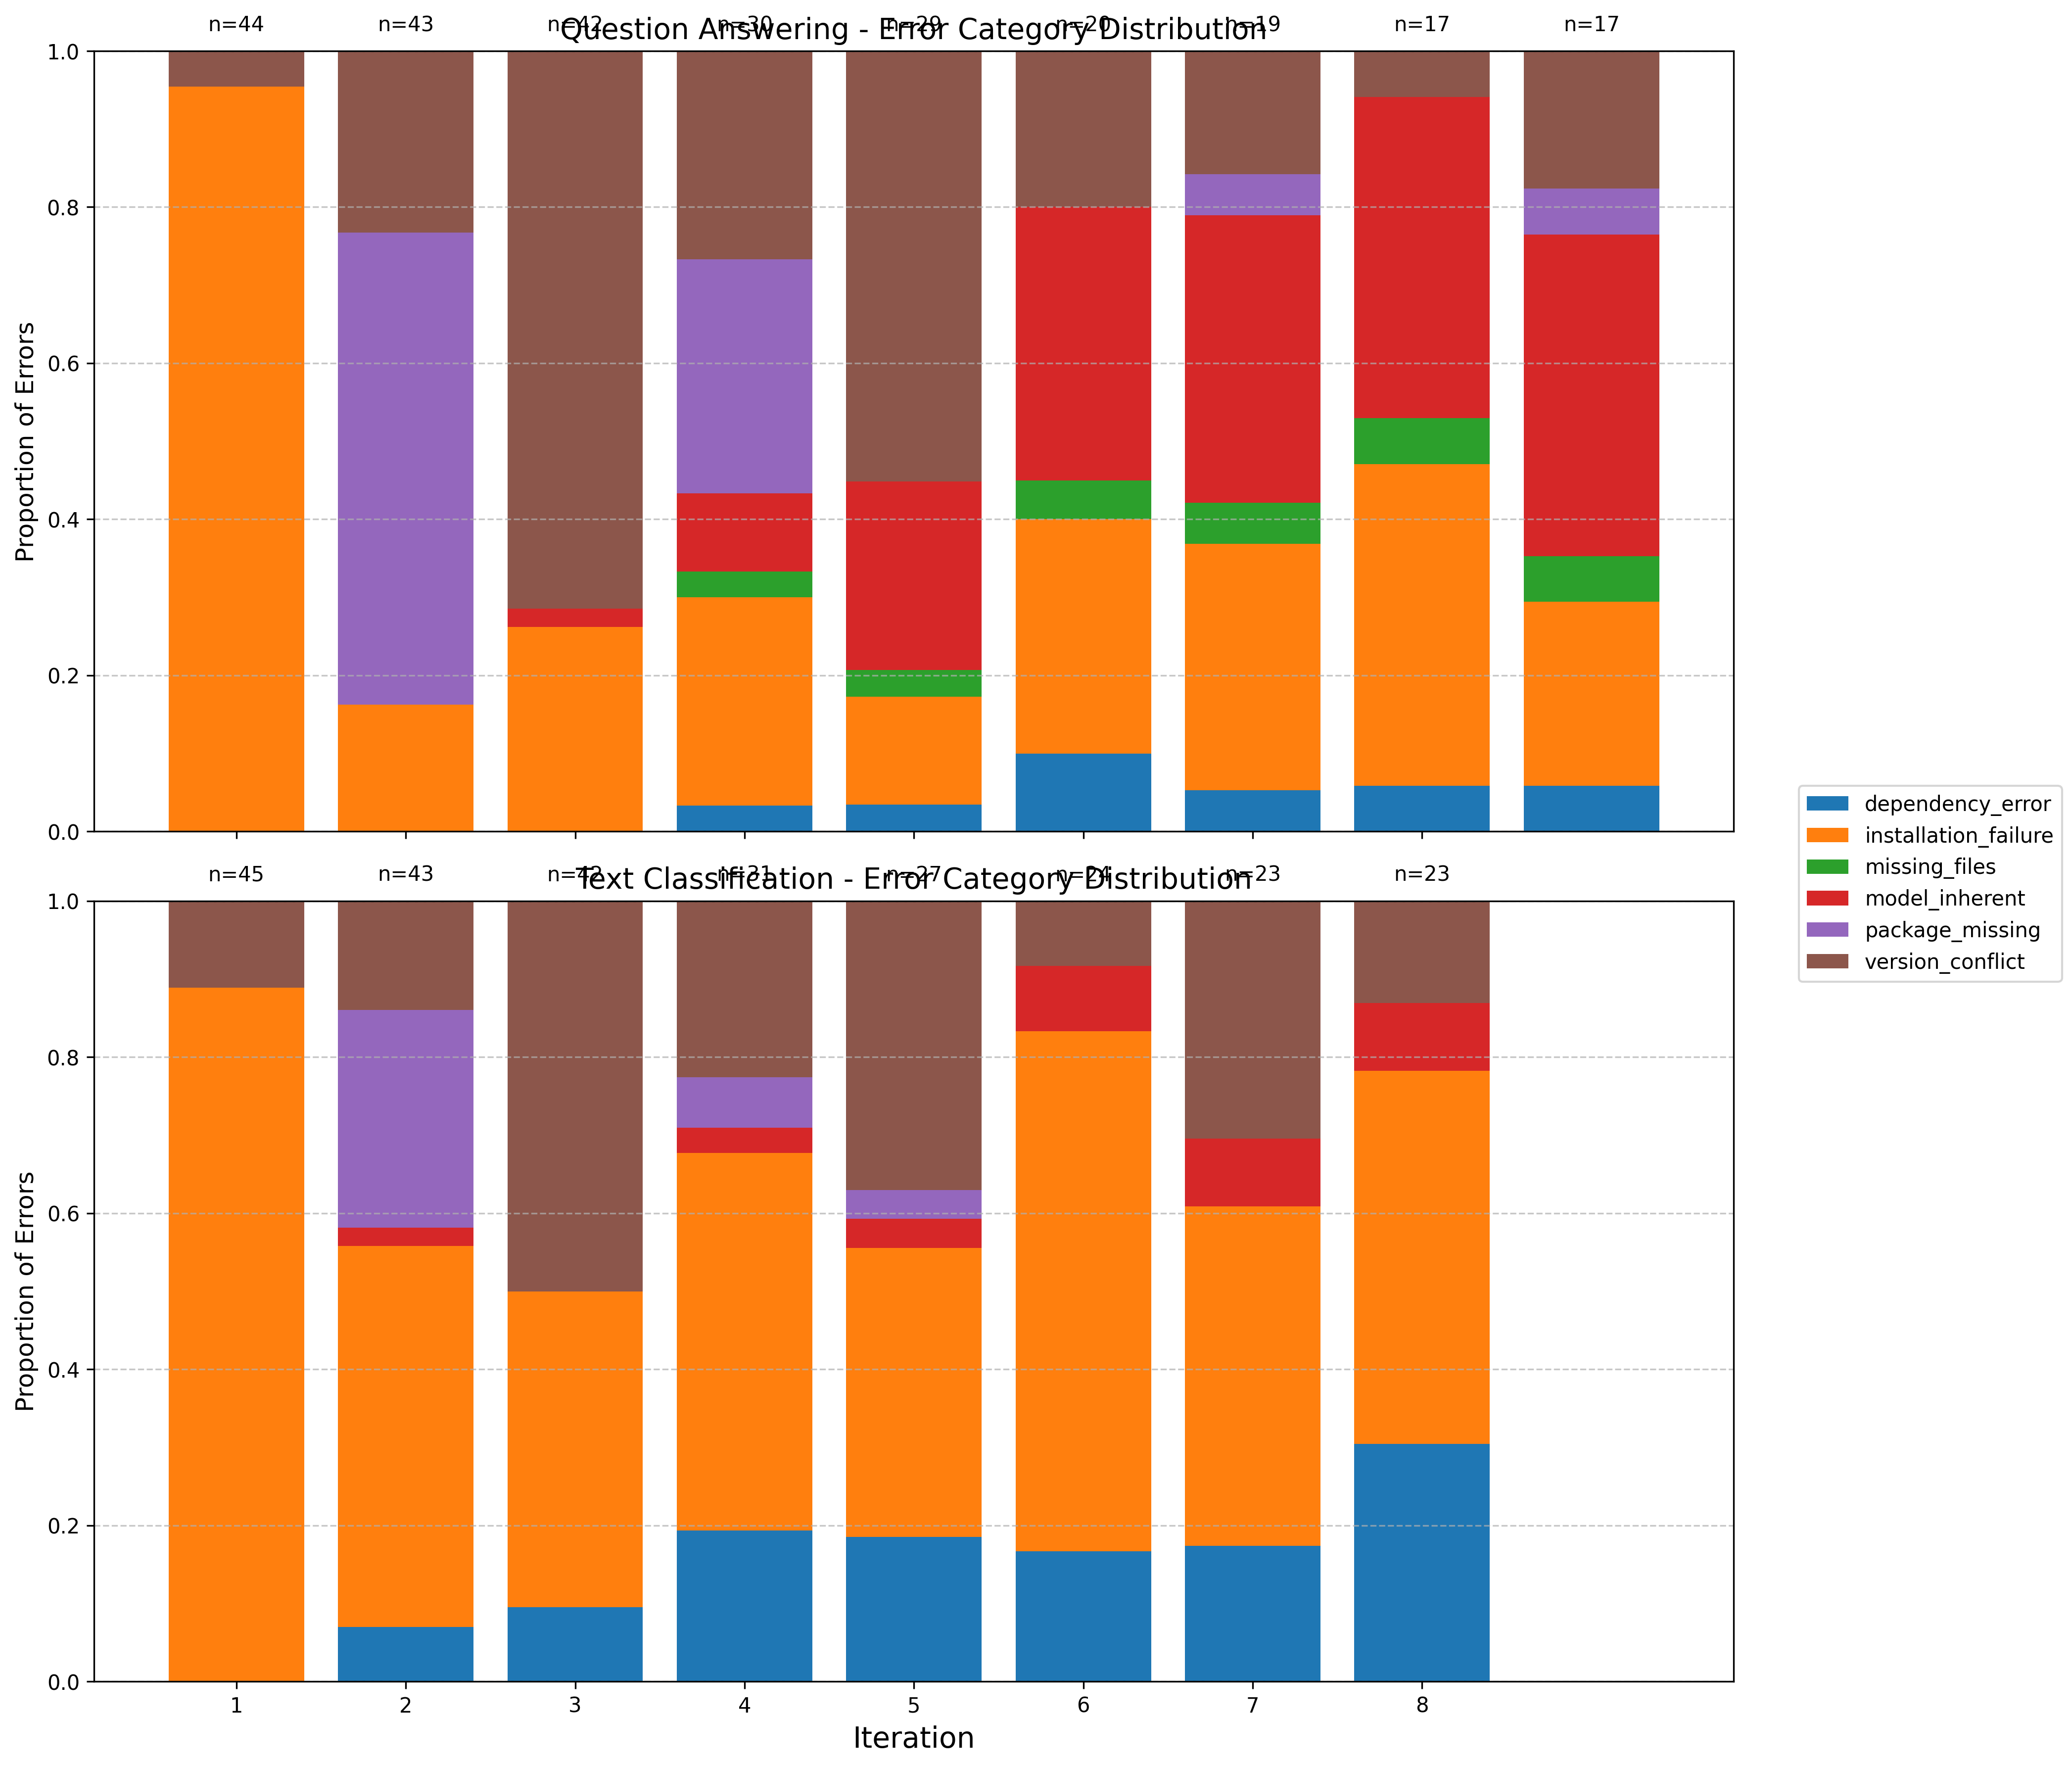 n=44 n=43 n=42 n=30 n=29 n=20 n=19 n=17 n=17
Question Answering - Error Category Distribution
1.0
0.8
0.6
0.4
0.2
0.0
Proportion of Errors
n=45 n=43 n=42 n=31 n=27 n=24 n=23 n=23
Text Classification - Error Category Distribution
1.0
0.8
0.6
0.4
0.2
0.0
Proportion of Errors
1 2 3 4 5 6 7 8
Iteration
dependency_error
installation_failure
missing_files
model_inherent
package_missing
version_conflict